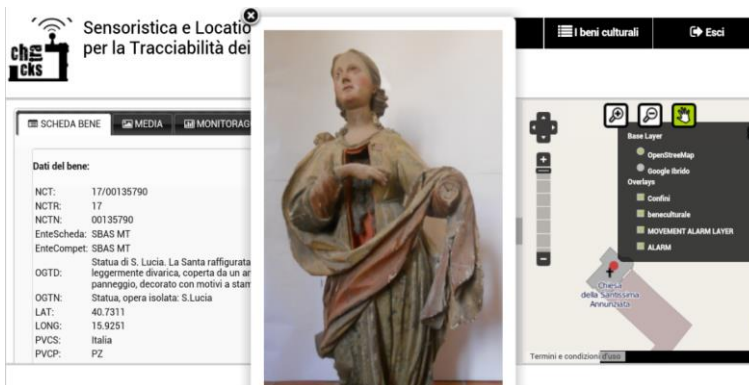 Sensoristica e Locatio
per la Tracciabilità dei
chea
cks
I beni culturali
Esci
SCHEDA BENE
MEDIA
MONITORAG
Dati del bene:
NCT: 17/00135790
NCTR: 17
NCTN: 00135790
EnteScheda: SBAS MT
EnteCompet: SBAS MT
OGTD: Statua di S. Lucia. La Santa raffigurata
leggermente divarica, coperta da un
panneggio, decorato con motivi a stam
OGTN: Statua, opera isolata: S.Lucia
LAT: 40.7311
LONG: 15.9251
PVCS: Italia
PVCP: PZ
Base Layer
OpenStreetMap
Google Ibrido
Overlays
Confini
beneculturale
MOVEMENT ALARM LAYER
ALARM
Chiesa
della Santissima
Annunziata
Termini e condizioni d'uso